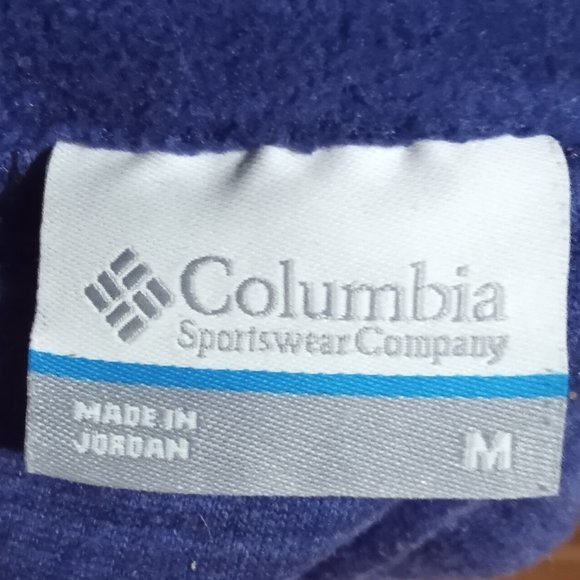 Columbia
Sportswear Company
MADE IN
JORDAN
M